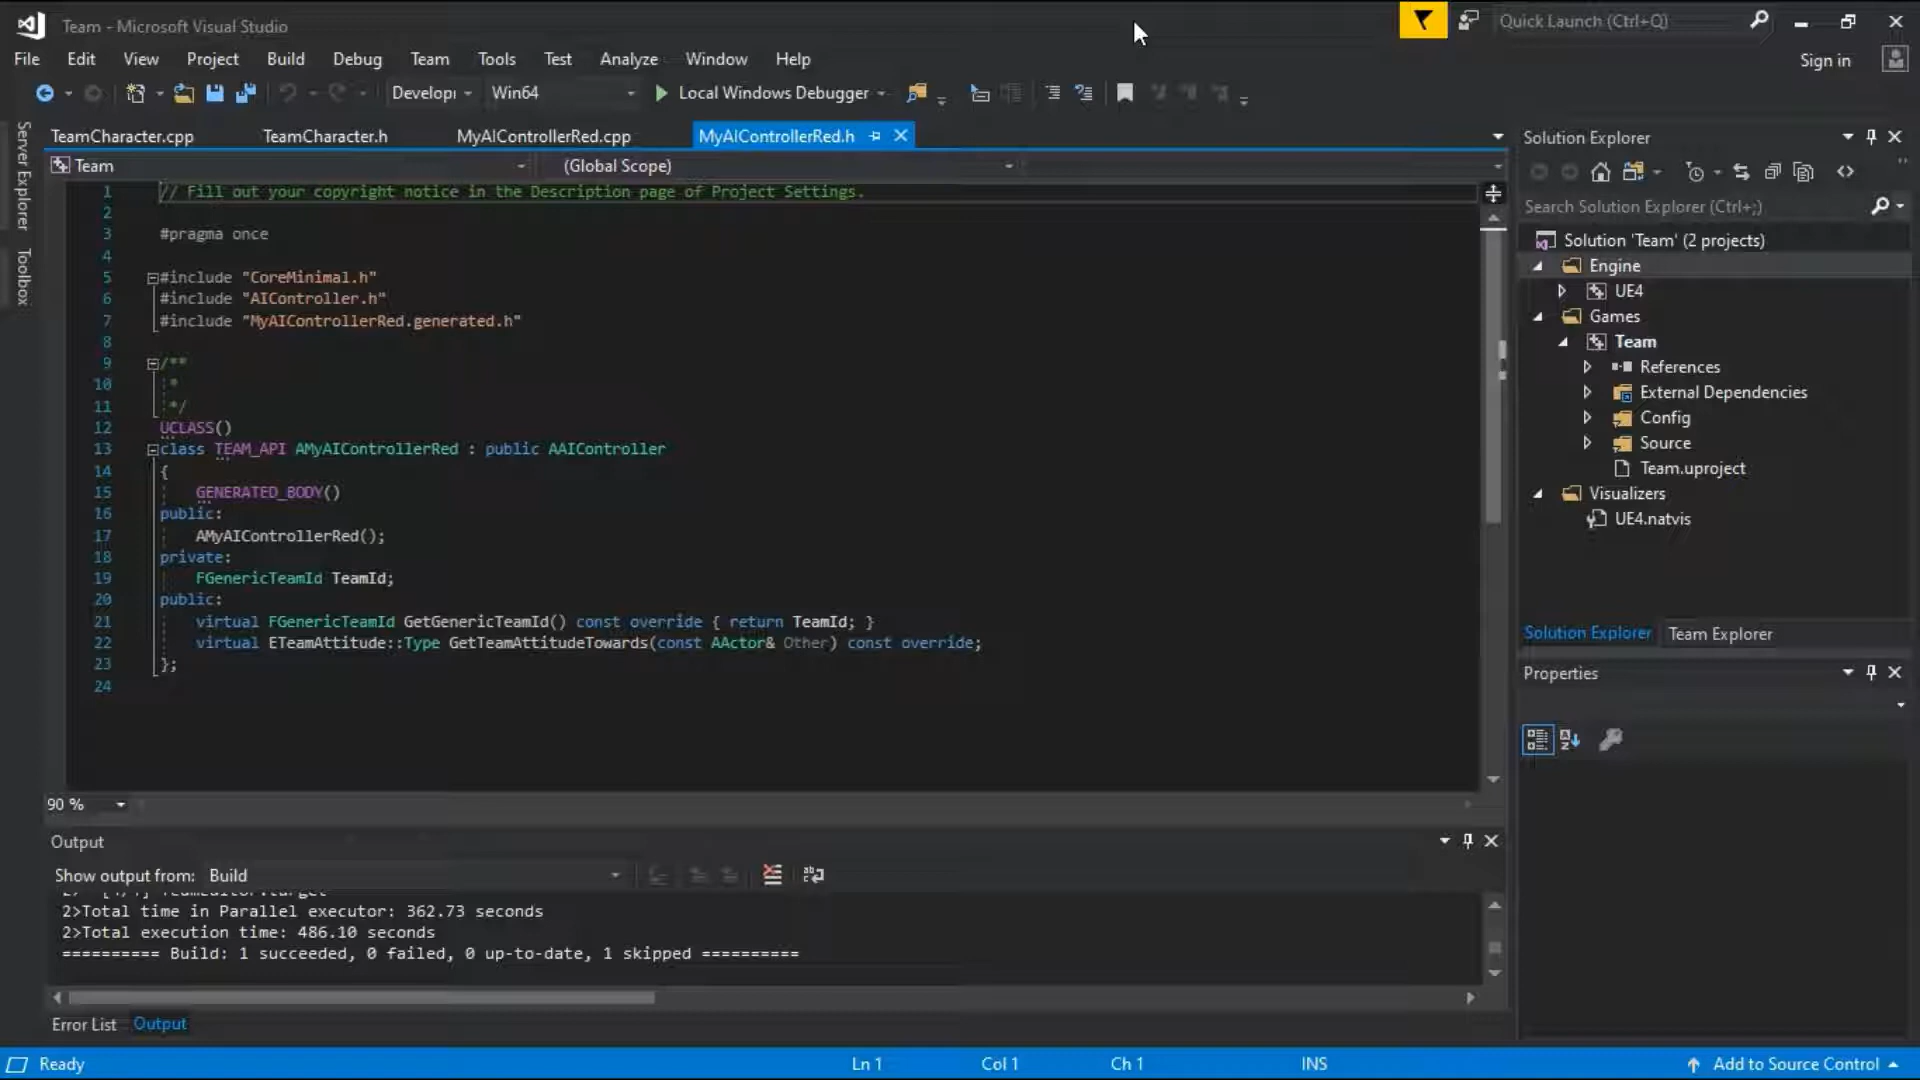 Team - Microsoft Visual Studio
Quick Launch (Ctrl+Q)
File Edit View Project Build Debug Team Tools Test Analyze Window Help
Sign in
Developi Win64 Local Windows Debugger
TeamCharacter.cpp TeamCharacter.h MyAIControllerRed.cpp MyAIControllerRed.h
Team (Global Scope)
Server Explorer
Toolbox
1 // Fill out your copyright notice in the Description page of Project Settings.
2
3 #pragma once
4
5 #include "CoreMinimal.h"
6 #include "AIController.h"
7 #include "MyAIControllerRed.generated.h"
8
9 /**
10 *
11 */
12 UCLASS()
13 class TEAM_API AMyAIControllerRed : public AAIController
14 {
15 GENERATED_BODY()
16 public:
17 AMyAIControllerRed();
18 private:
19 FGenericTeamId TeamId;
20 public:
21 virtual FGenericTeamId GetGenericTeamId() const override { return TeamId; }
22 virtual ETeamAttitude::Type GetTeamAttitudeTowards(const AActor& Other) const override;
23 };
24
90 %
Output
Show output from: Build
2>Total time in Parallel executor: 362.73 seconds
2>Total execution time: 486.10 seconds
========== Build: 1 succeeded, 0 failed, 0 up-to-date, 1 skipped ==========
Error List Output
Solution Explorer
Search Solution Explorer (Ctrl+;)
Solution 'Team' (2 projects)
Engine
UE4
Games
Team
References
External Dependencies
Config
Source
Team.uproject
Visualizers
UE4.natvis
Solution Explorer Team Explorer
Properties
Ready Ln 1 Col 1 Ch 1 INS Add to Source Control